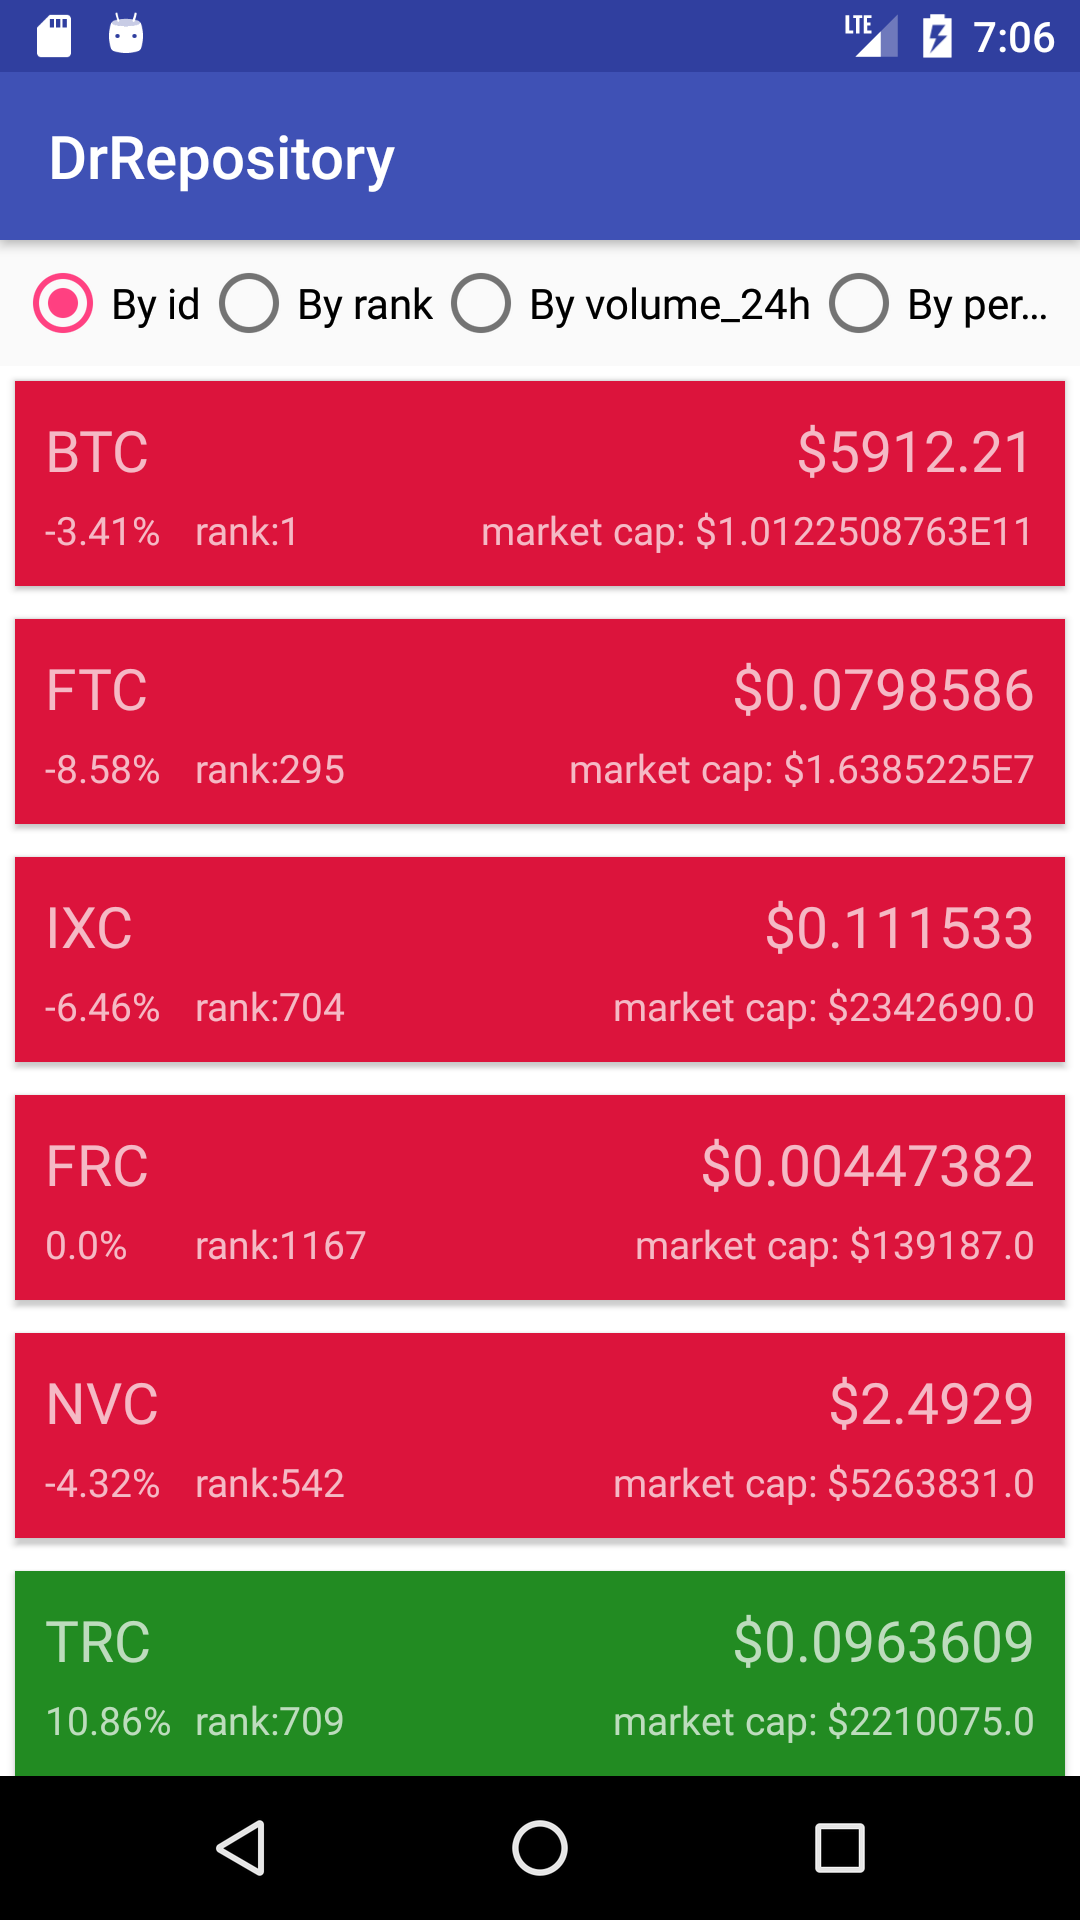 LTE 7:06
DrRepository
By id By rank By volume_24h By per...
BTC $5912.21
-3.41% rank:1 market cap: $1.0122508763E11
FTC $0.0798586
-8.58% rank:295 market cap: $1.6385225E7
IXC $0.111533
-6.46% rank:704 market cap: $2342690.0
FRC $0.00447382
0.0% rank:1167 market cap: $139187.0
NVC $2.4929
-4.32% rank:542 market cap: $5263831.0
TRC $0.0963609
10.86% rank:709 market cap: $2210075.0